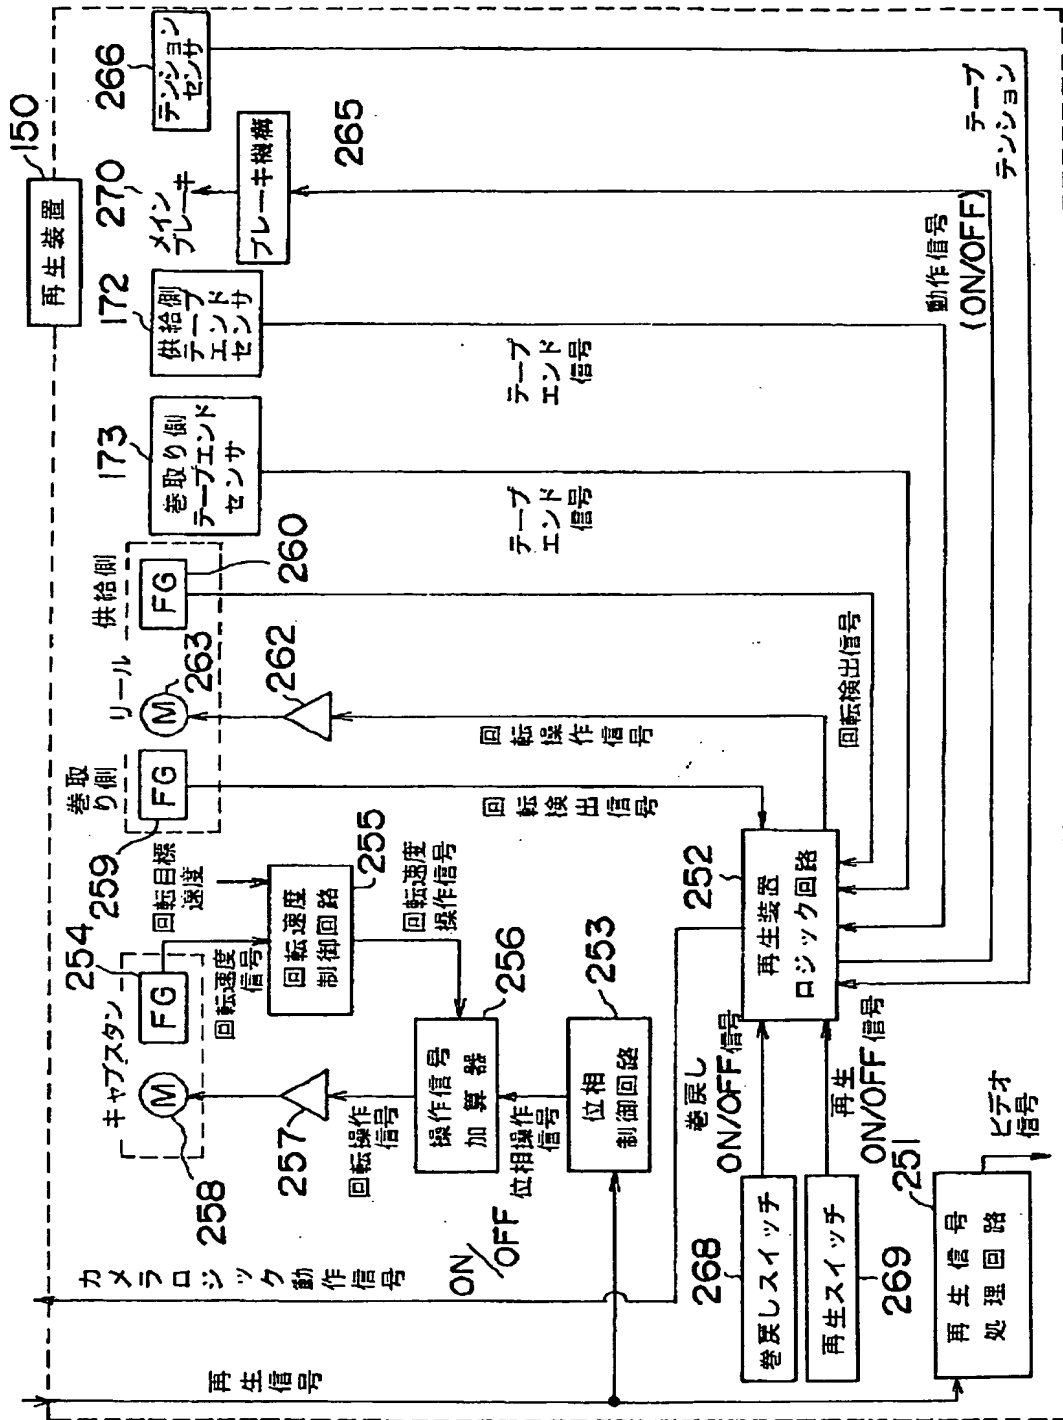 再生装置
150
テンション
センサ
266
メイン
ブレーキ
270
ブレーキ機構
265
供給側
テープ
エンド
センサ
172
巻取り側
テープエンド
センサ
173
供給側
リール
巻取
り側
FG
260
M
263
FG
259
262
キャプスタン
FG
254
M
258
回転目標
速度
回転速度
信号
回転速度
制御回路
255
回転速度
操作信号
257
回転操作
信号
操作信号
加算器
256
位相操作
信号
位相
制御回路
253
回転操作
信号
回転検出
信号
回転検出信号
テープ
エンド
信号
テープ
エンド
信号
動作信号
(ON/OFF)
テープ
テンション
再生装置
ロジック回路
252
カメラロジック動作信号
ON/OFF
巻戻し
ON/OFF信号
再生
ON/OFF信号
巻戻しスイッチ
268
再生スイッチ
269
再生信号
再生信号
処理回路
251
ビデオ
信号